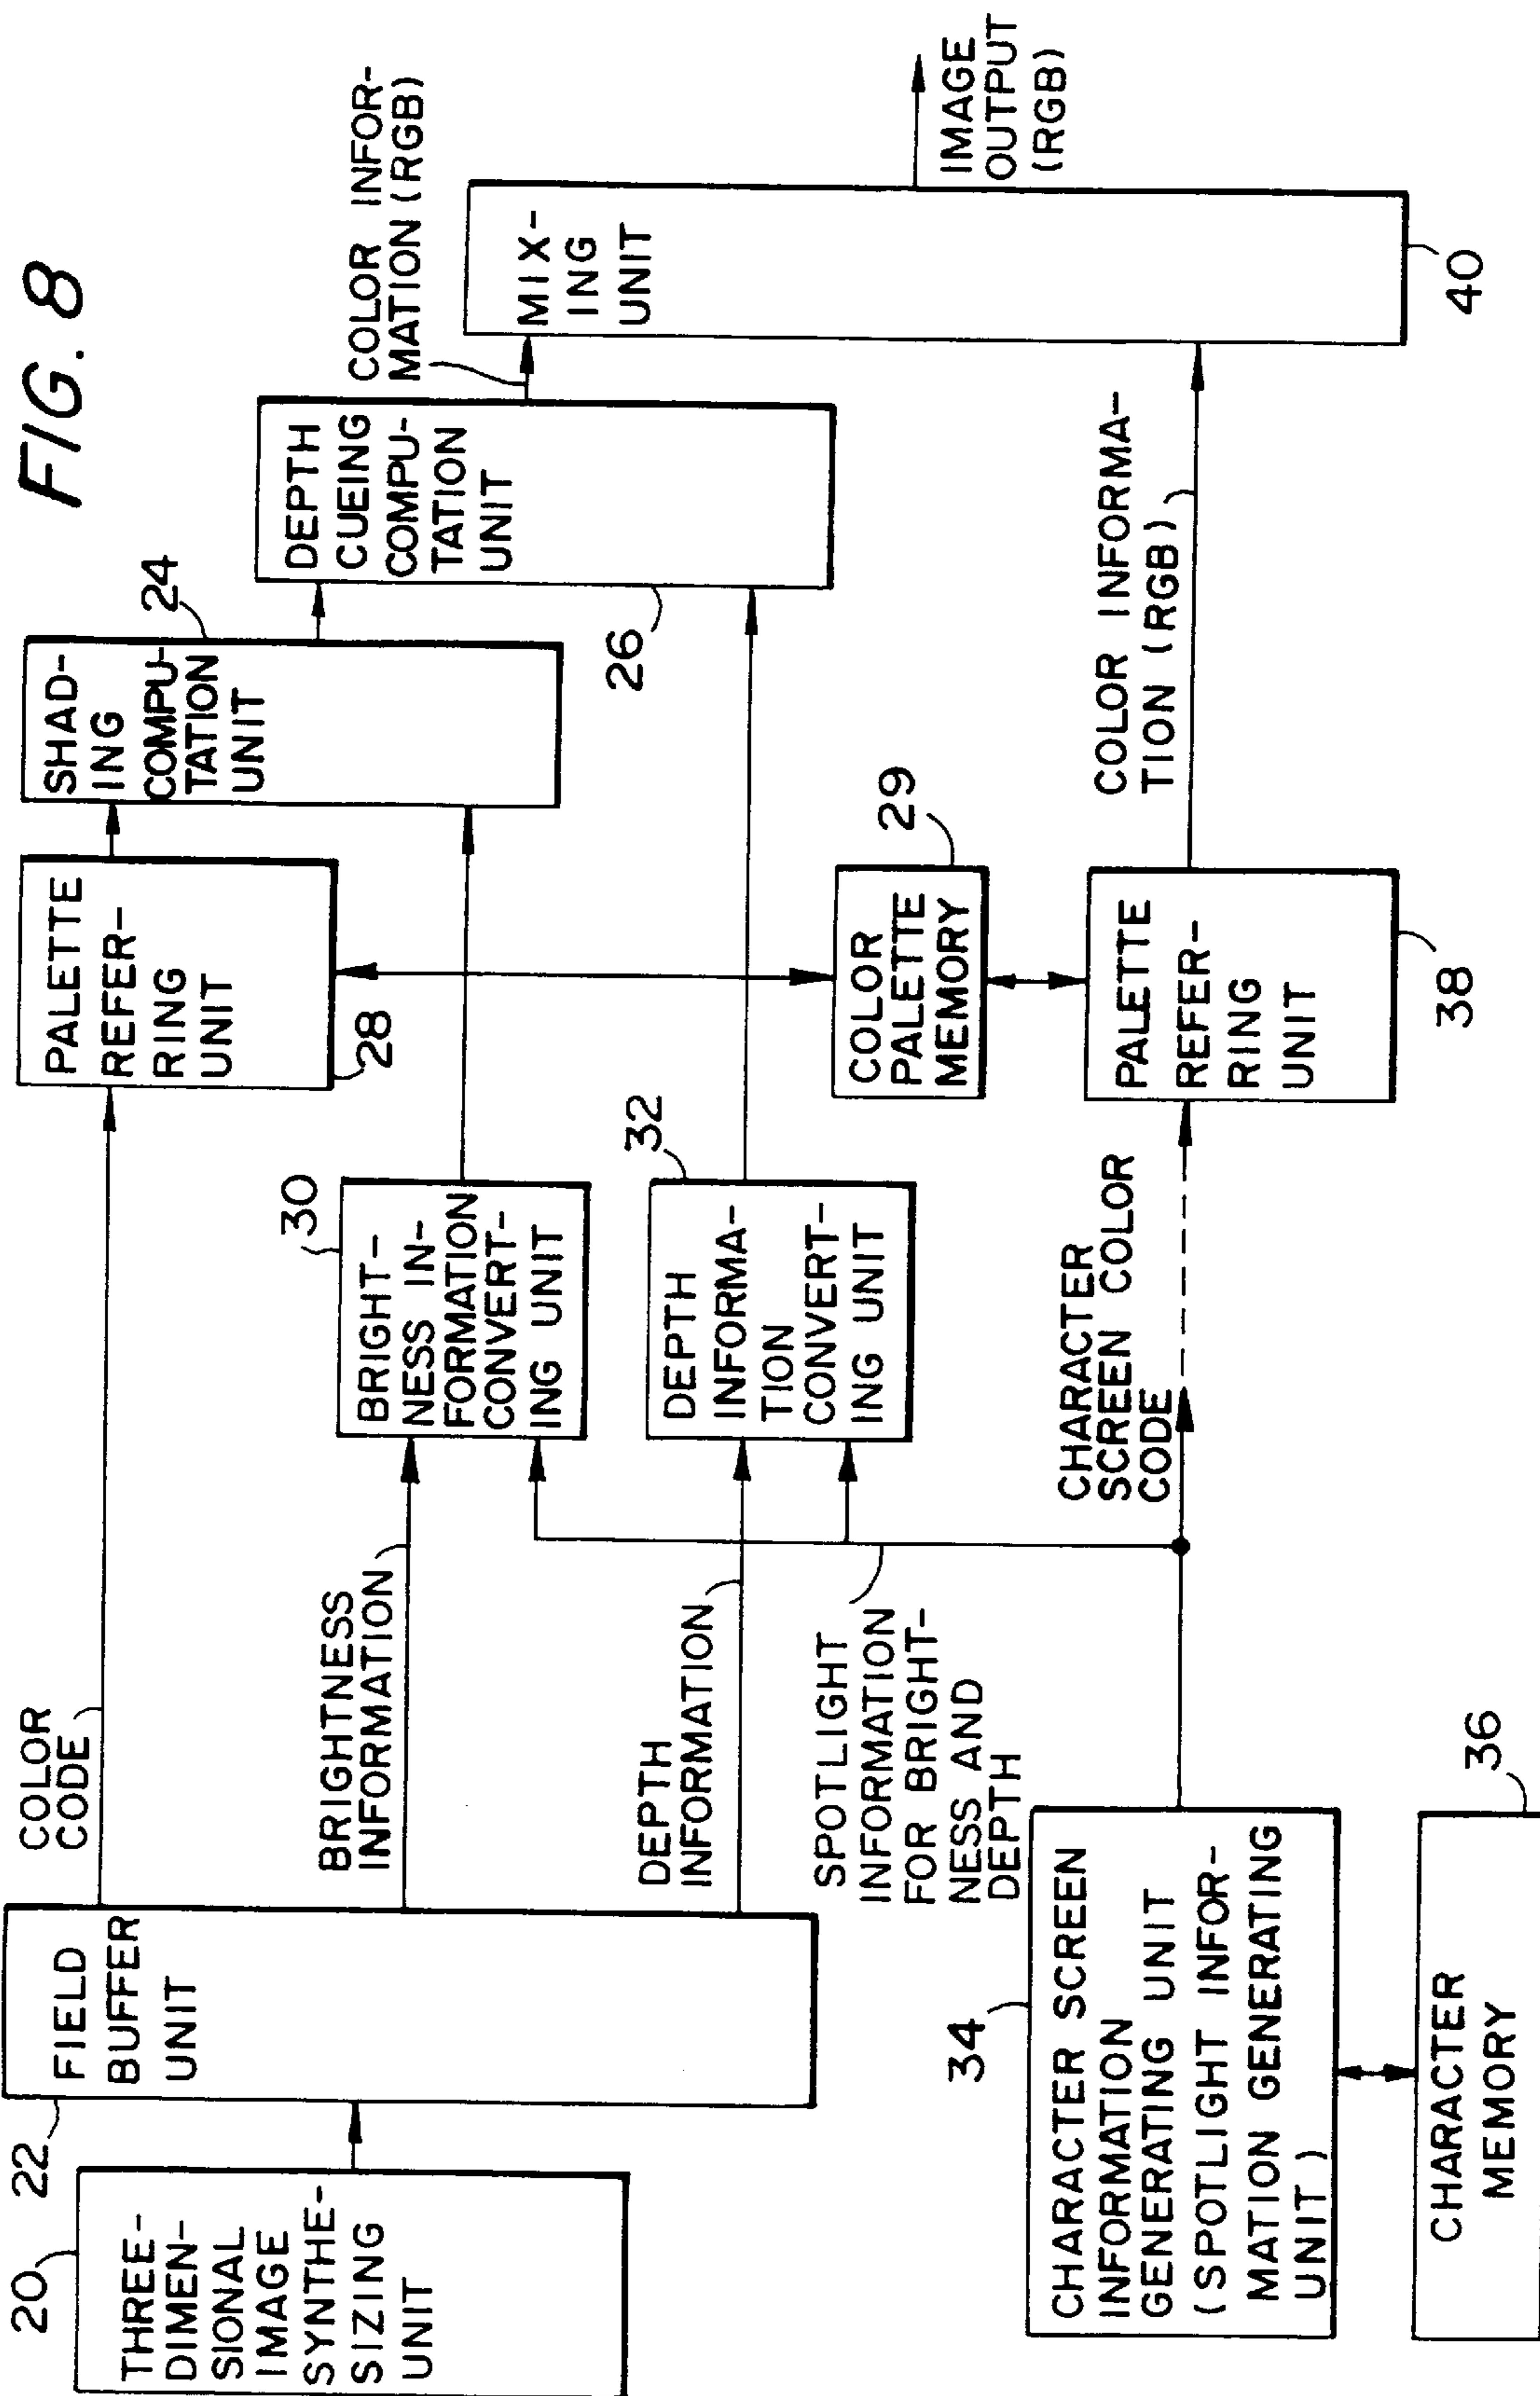 FIG. 8
20
THREE-
DIMEN-
SIONAL
IMAGE
SYNTHE-
SIZING
UNIT
22
FIELD
BUFFER
UNIT
COLOR
CODE
BRIGHTNESS
INFORMATION
DEPTH
INFORMATION
SPOTLIGHT
INFORMATION
FOR BRIGHT-
NESS AND
DEPTH
34
CHARACTER SCREEN
INFORMATION
GENERATING UNIT
(SPOTLIGHT INFOR-
MATION GENERATING
UNIT)
36
CHARACTER
MEMORY
30
BRIGHT-
NESS IN-
FORMATION
CONVERT-
ING UNIT
32
DEPTH
INFORMA-
TION
CONVERT-
ING UNIT
CHARACTER
SCREEN COLOR
CODE
PALETTE
REFER-
RING
UNIT
28
COLOR
PALETTE
MEMORY
29
PALETTE
REFER-
RING
UNIT
38
SHAD-
ING
COMPU-
TATION
UNIT
24
DEPTH
CUEING
COMPU-
TATION
UNIT
26
COLOR INFOR-
MATION (RGB)
COLOR INFORMA-
TION (RGB)
MIX-
ING
UNIT
40
IMAGE
OUTPUT
(RGB)